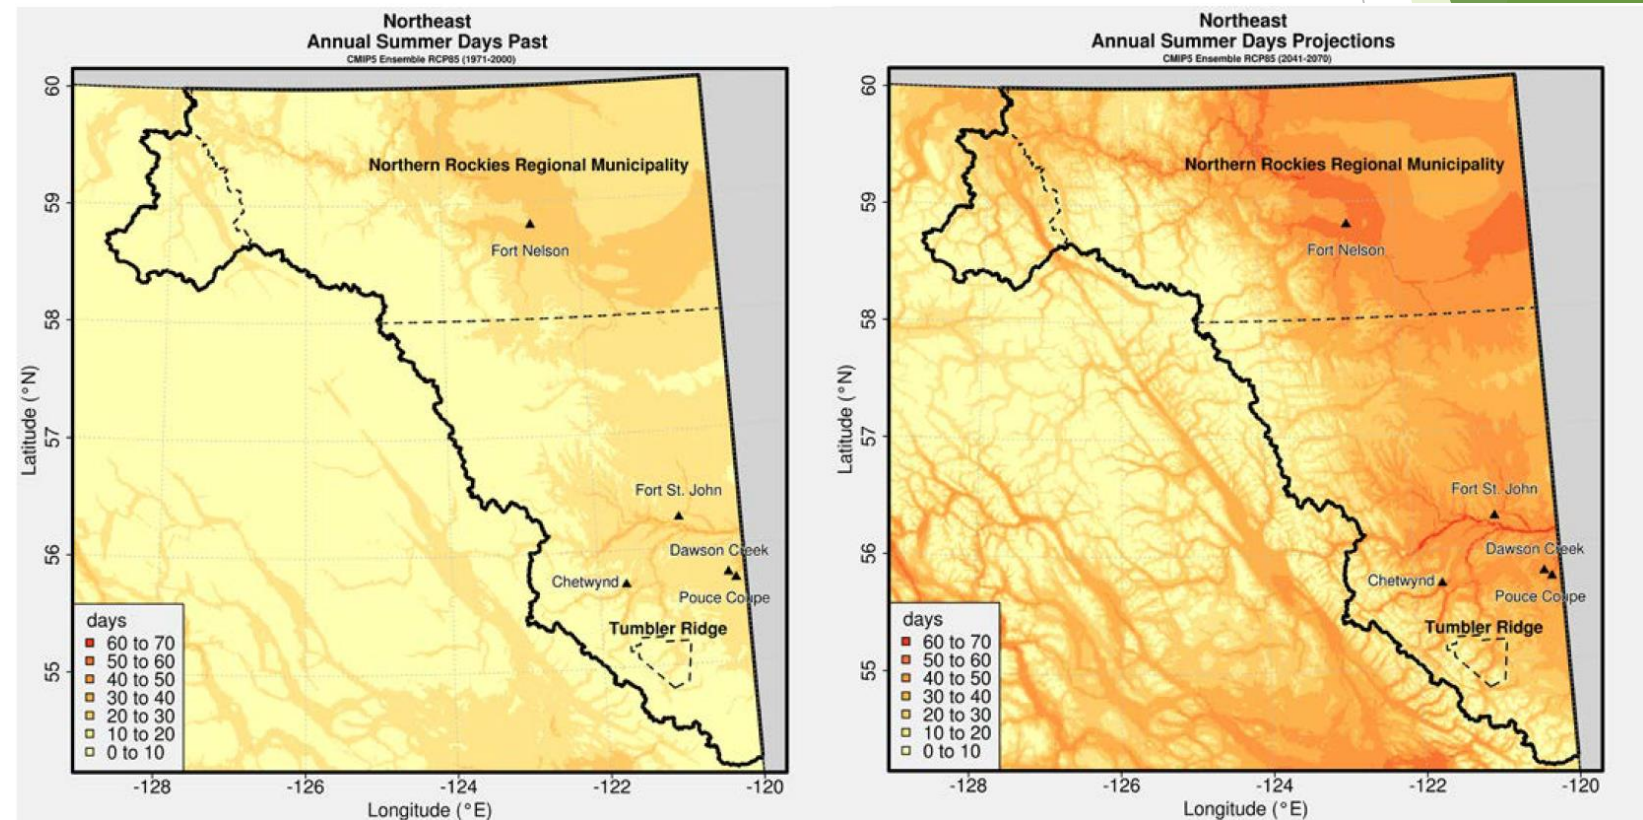 Northeast
Annual Summer Days Past
CMIP5 Ensemble RCP85 (1971-2000)
60
59
58
57
56
55
Latitude (°N)
Northern Rockies Regional Municipality
Fort Nelson
Fort St. John
Dawson Creek
Chetwynd
Pouce Coupe
Tumbler Ridge
days
60 to 70
50 to 60
40 to 50
30 to 40
20 to 30
10 to 20
0 to 10
-128
-126
-124
-122
-120
Longitude (°E)
Northeast
Annual Summer Days Projections
CMIP5 Ensemble RCP85 (2041-2070)
60
59
58
57
56
55
Latitude (°N)
Northern Rockies Regional Municipality
Fort Nelson
Fort St. John
Dawson Creek
Chetwynd
Pouce Coupe
Tumbler Ridge
days
60 to 70
50 to 60
40 to 50
30 to 40
20 to 30
10 to 20
0 to 10
-128
-126
-124
-122
-120
Longitude (°E)